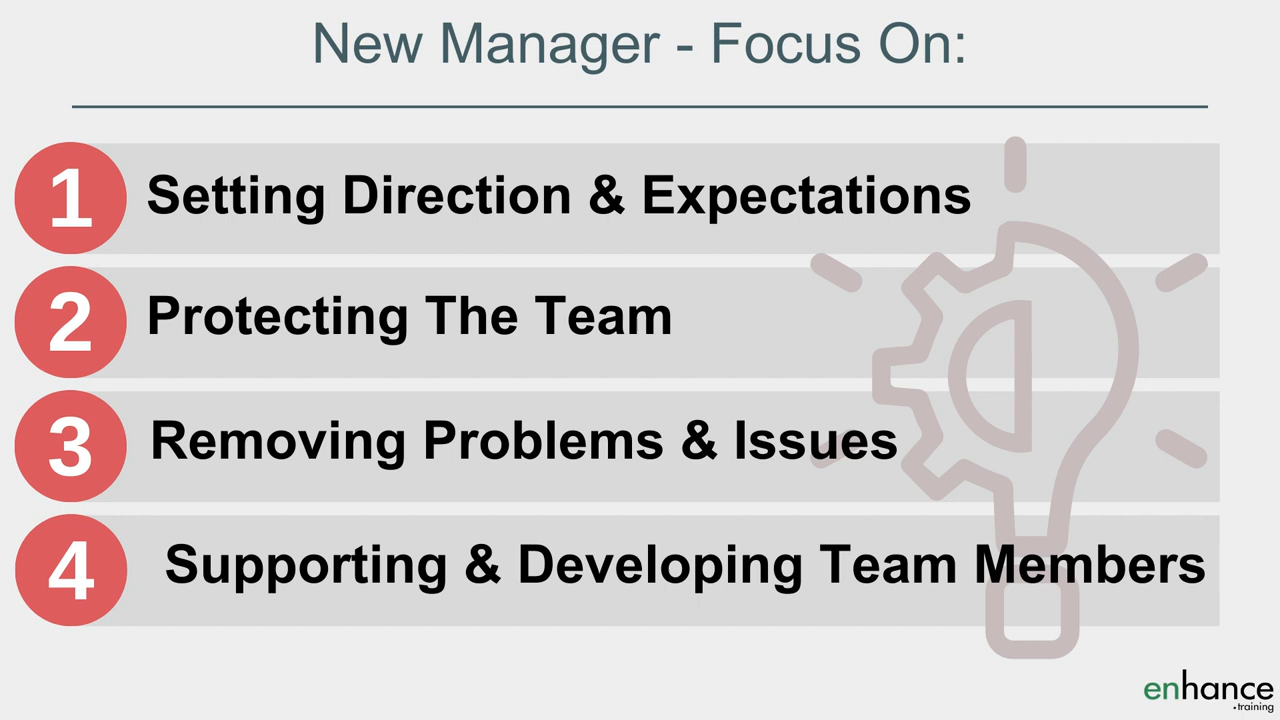 New Manager - Focus On:
1 Setting Direction & Expectations
2 Protecting The Team
3 Removing Problems & Issues
4 Supporting & Developing Team Members
enhance
.training